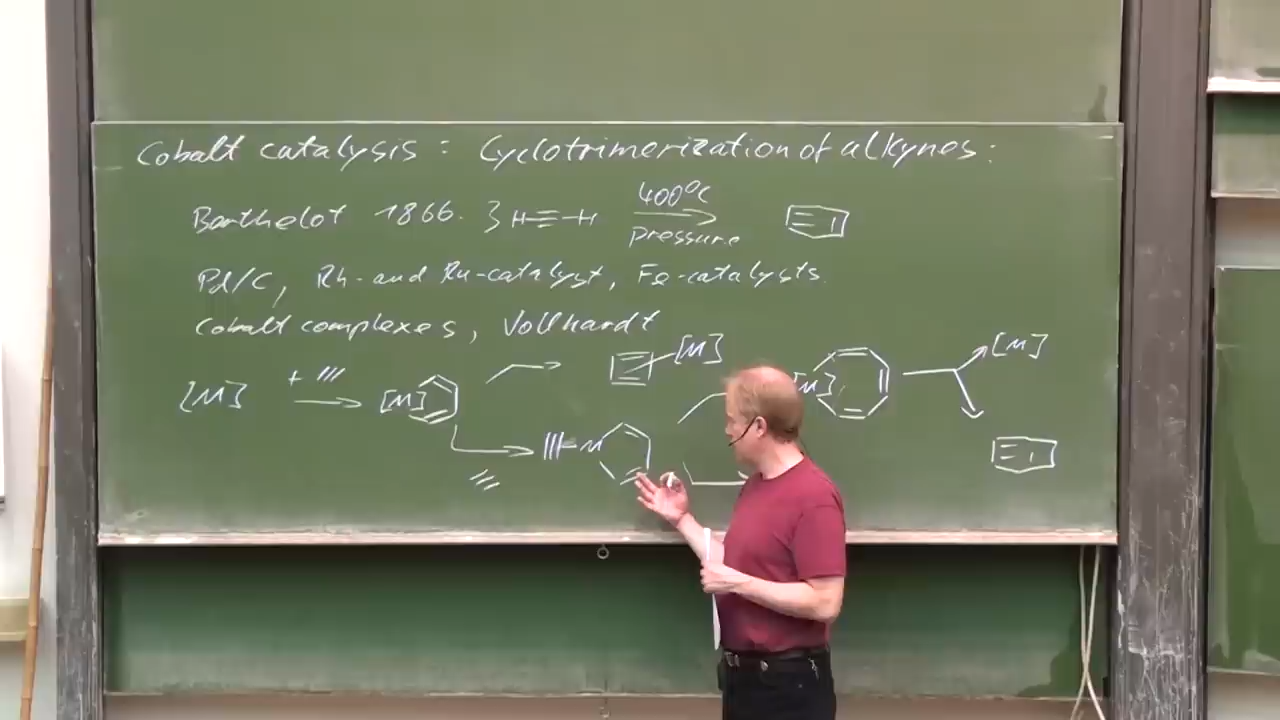 Cobalt catalysis : Cyclotrimerization of alkynes :
400°C
Berthelot 1866. 3 H-≡-H
pressure
Pd/C, Rh- and Ru-catalyst, Fe-catalysts.
Cobalt complexes, Vollhardt
[M] + ||| [M] [M] [M] [M]
||| M